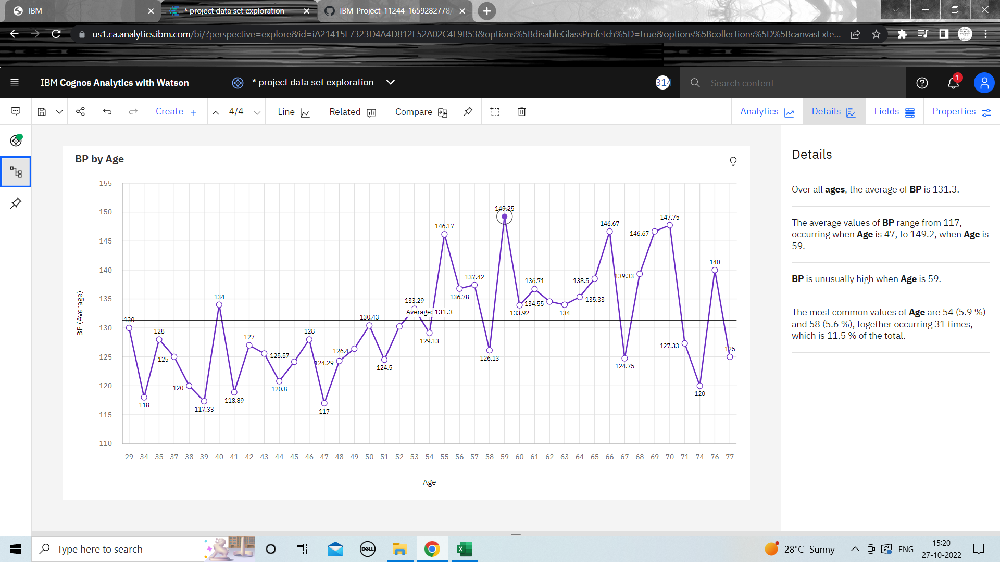 IBM
* project data set exploration
IBM-Project-11244-1659282778/
us1.ca.analytics.ibm.com/bi/?perspective=explore&id=iA21415F7323D4A4D812E52A02C4E9B53&options%5BdisableGlassPrefetch%5D=true&options%5Bcollections%5D%5BcanvasExte...
IBM Cognos Analytics with Watson
* project data set exploration
314
Search content
1
Create +
4/4
Line
Related
Compare
Analytics
Details
Fields
Properties
BP by Age
155
150
145
140
135
130
125
120
115
110
BP (Average)
130
118
128
125
120
117.33
134
118.89
127
125.57
120.8
128
124.29
117
126.4
130.43
124.5
133.29
Average: 131.3
129.13
146.17
136.78
137.42
126.13
149.25
133.92
136.71
134.55
134
135.33
138.5
146.67
124.75
139.33
146.67
147.75
127.33
120
140
125
29 34 35 37 38 39 40 41 42 43 44 45 46 47 48 49 50 51 52 53 54 55 56 57 58 59 60 61 62 63 64 65 66 67 68 69 70 71 74 76 77
Age
Details
Over all ages, the average of BP is 131.3.
The average values of BP range from 117,
occurring when Age is 47, to 149.2, when Age is
59.
BP is unusually high when Age is 59.
The most common values of Age are 54 (5.9 %)
and 58 (5.6 %), together occurring 31 times,
which is 11.5 % of the total.
Type here to search
DELL
28°C Sunny
ENG
15:20
27-10-2022